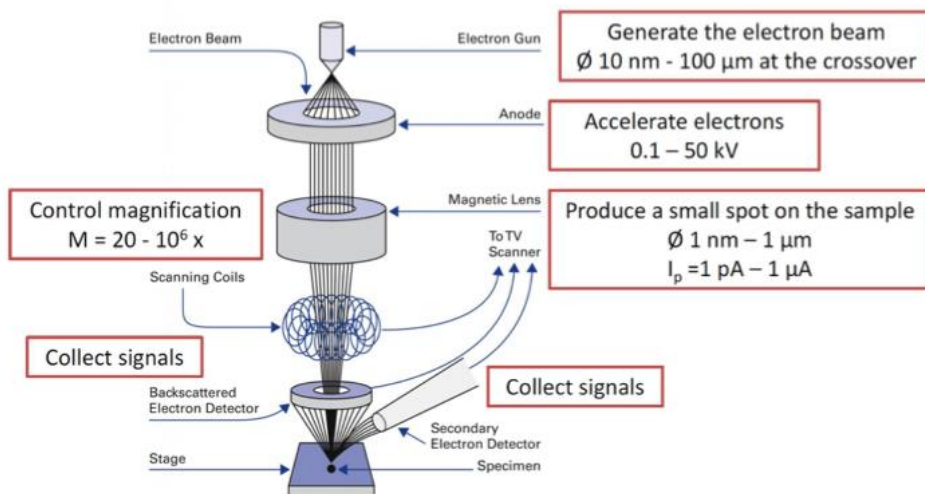 Electron Beam
Electron Gun
Generate the electron beam
Ø 10 nm - 100 µm at the crossover
Anode
Accelerate electrons
0.1 – 50 kV
Control magnification
M = 20 - 10⁶ x
Magnetic Lens
Produce a small spot on the sample
Ø 1 nm – 1 µm
Iₚ =1 pA – 1 µA
To TV
Scanner
Scanning Coils
Collect signals
Collect signals
Backscattered
Electron Detector
Secondary
Electron Detector
Stage
Specimen